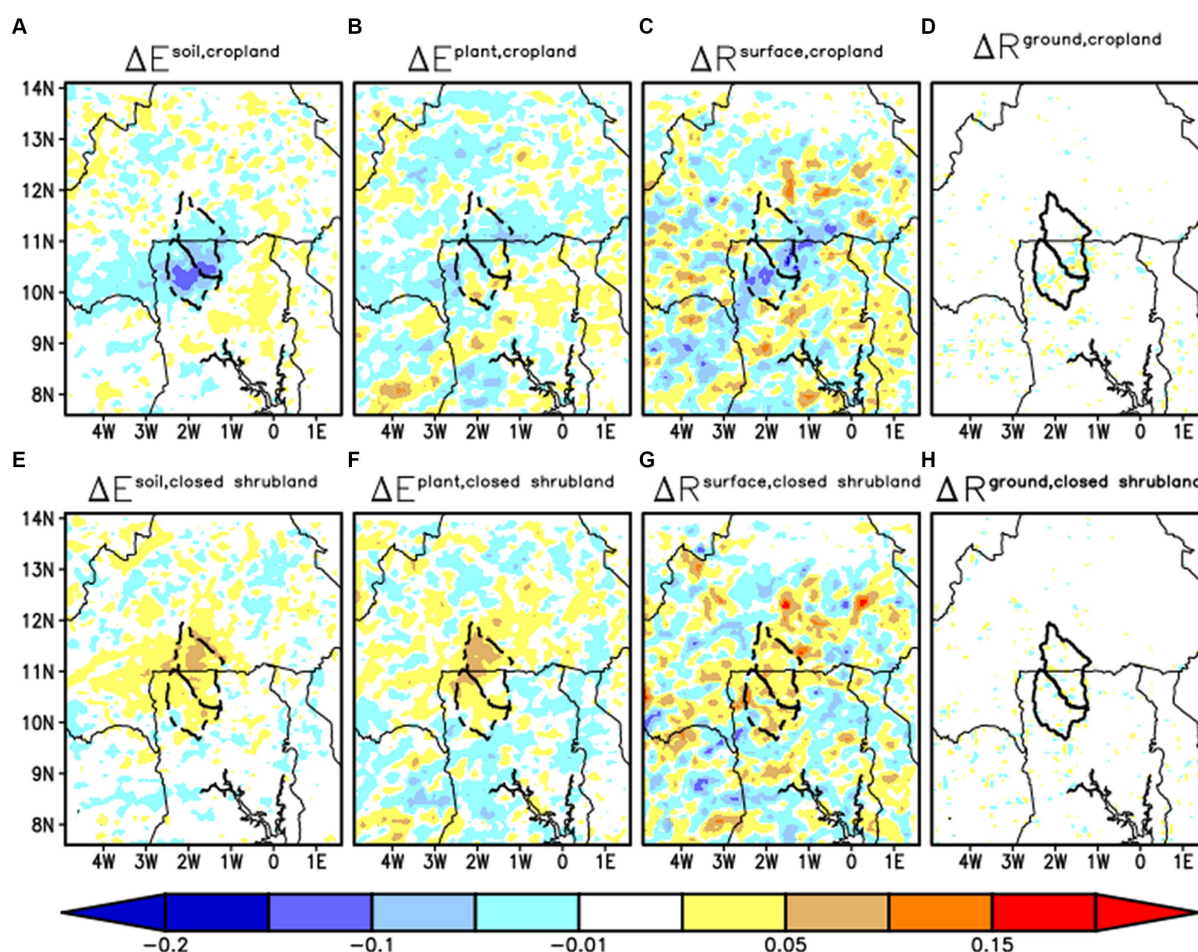 A B C D
ΔE^soil,cropland ΔE^plant,cropland ΔR^surface,cropland ΔR^ground,cropland
14N
13N
12N
11N
10N
9N
8N
4W 3W 2W 1W 0 1E 4W 3W 2W 1W 0 1E 4W 3W 2W 1W 0 1E 4W 3W 2W 1W 0 1E
E F G H
ΔE^soil,closed shrubland ΔE^plant,closed shrubland ΔR^surface,closed shrubland ΔR^ground,closed shrubland
14N
13N
12N
11N
10N
9N
8N
4W 3W 2W 1W 0 1E 4W 3W 2W 1W 0 1E 4W 3W 2W 1W 0 1E 4W 3W 2W 1W 0 1E
-0.2 -0.1 -0.01 0.05 0.15